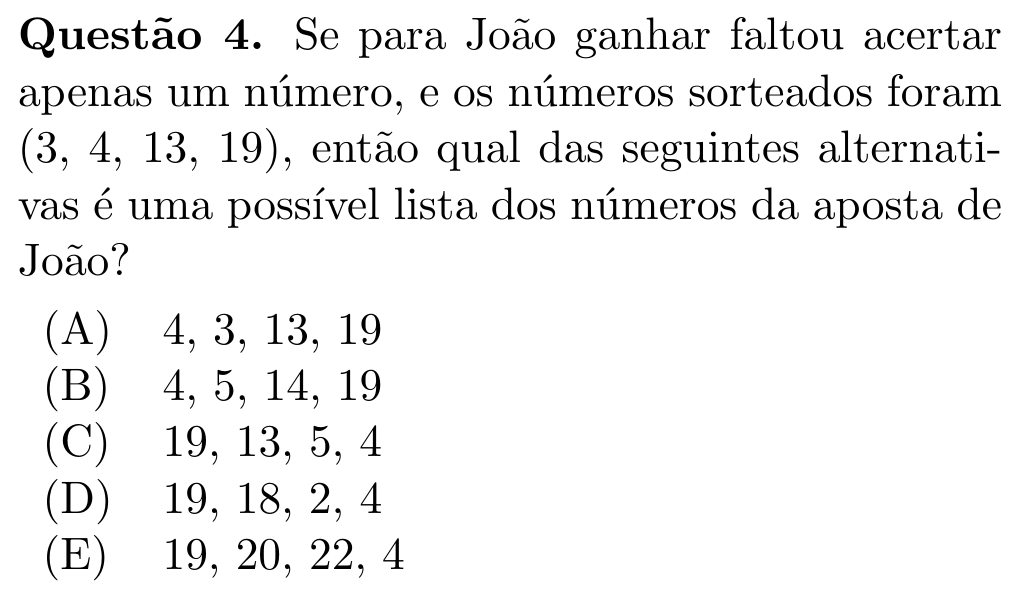 Questão 4. Se para João ganhar faltou acertar
apenas um número, e os números sorteados foram
(3, 4, 13, 19), então qual das seguintes alternati-
vas é uma possível lista dos números da aposta de
João?
(A) 4, 3, 13, 19
(B) 4, 5, 14, 19
(C) 19, 13, 5, 4
(D) 19, 18, 2, 4
(E) 19, 20, 22, 4